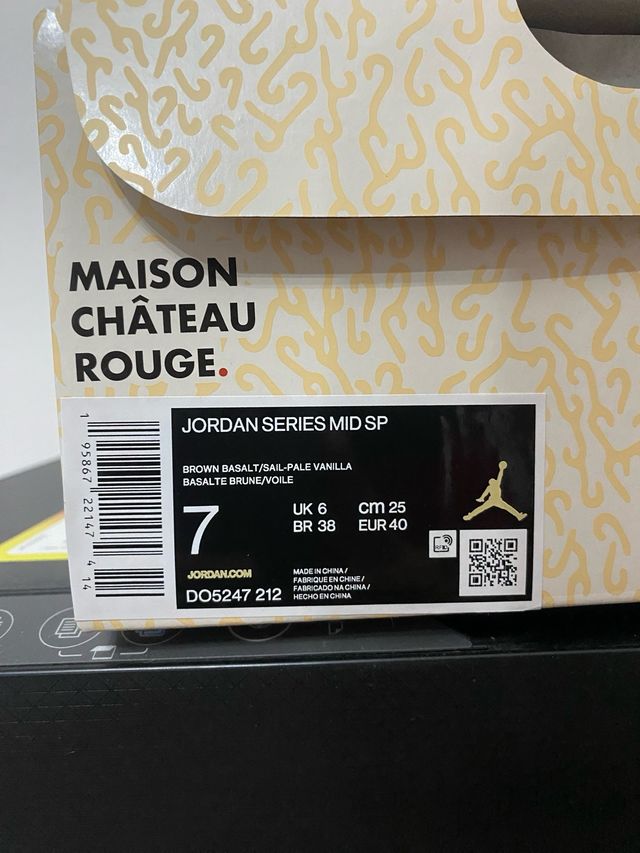 MAISON
CHÂTEAU
ROUGE.
1 95867 22147 4 14
JORDAN SERIES MID SP
BROWN BASALT/SAIL-PALE VANILLA
BASALTE BRUNE/VOILE
7
UK 6 cm 25
BR 38 EUR 40
RFID
JORDAN.COM
DO5247 212
MADE IN CHINA /
FABRIQUE EN CHINE /
FABRICADO NA CHINA /
HECHO EN CHINA